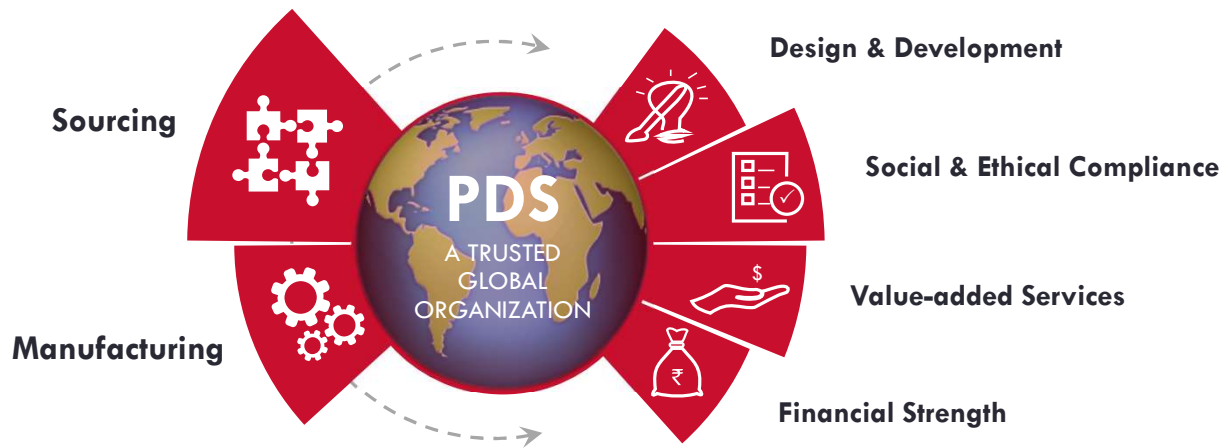 Design & Development
Sourcing
Social & Ethical Compliance
PDS
A TRUSTED
GLOBAL
ORGANIZATION
$
Value-added Services
Manufacturing
₹
Financial Strength